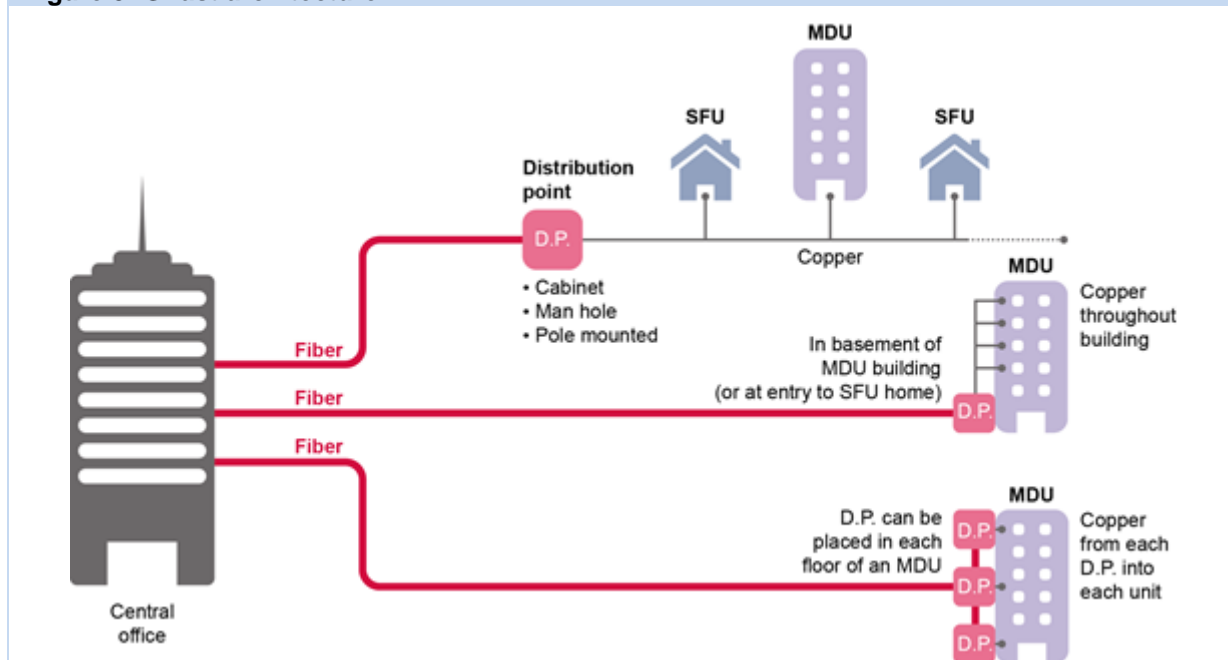 MDU
SFU
SFU
Distribution
point
D.P.
• Cabinet
• Man hole
• Pole mounted
Copper
MDU
Copper
throughout
building
Fiber
In basement of
MDU building
(or at entry to SFU home)
Fiber
D.P.
Fiber
MDU
D.P. can be
placed in each
floor of an MDU
D.P.
D.P.
D.P.
Copper
from each
D.P. into
each unit
Central
office